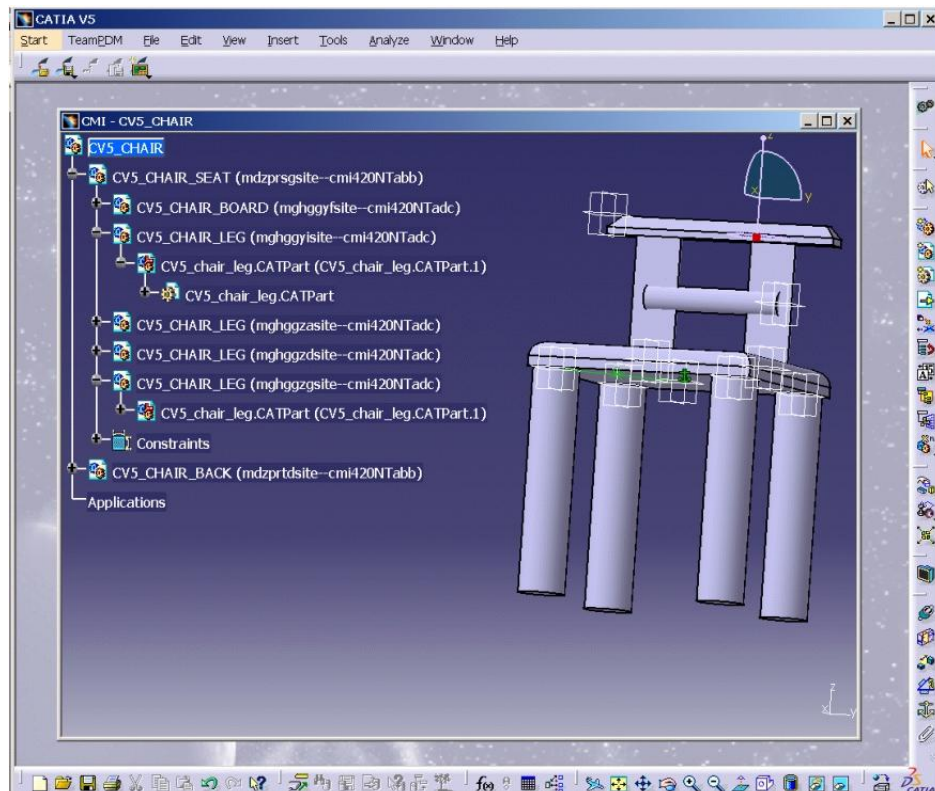 CATIA V5
Start TeamPDM File Edit View Insert Tools Analyze Window Help
CMI - CV5_CHAIR
CV5_CHAIR
CV5_CHAIR_SEAT (mdzprsgsite--cmi420NTabb)
CV5_CHAIR_BOARD (mghggyfsite--cmi420NTadc)
CV5_CHAIR_LEG (mghggyisite--cmi420NTadc)
CV5_chair_leg.CATPart (CV5_chair_leg.CATPart.1)
CV5_chair_leg.CATPart
CV5_CHAIR_LEG (mghggzasite--cmi420NTadc)
CV5_CHAIR_LEG (mghggzdsite--cmi420NTadc)
CV5_CHAIR_LEG (mghggzgsite--cmi420NTadc)
CV5_chair_leg.CATPart (CV5_chair_leg.CATPart.1)
Constraints
CV5_CHAIR_BACK (mdzprtdsite--cmi420NTabb)
Applications
z
x
y
z
x y
f(x)
CATIA